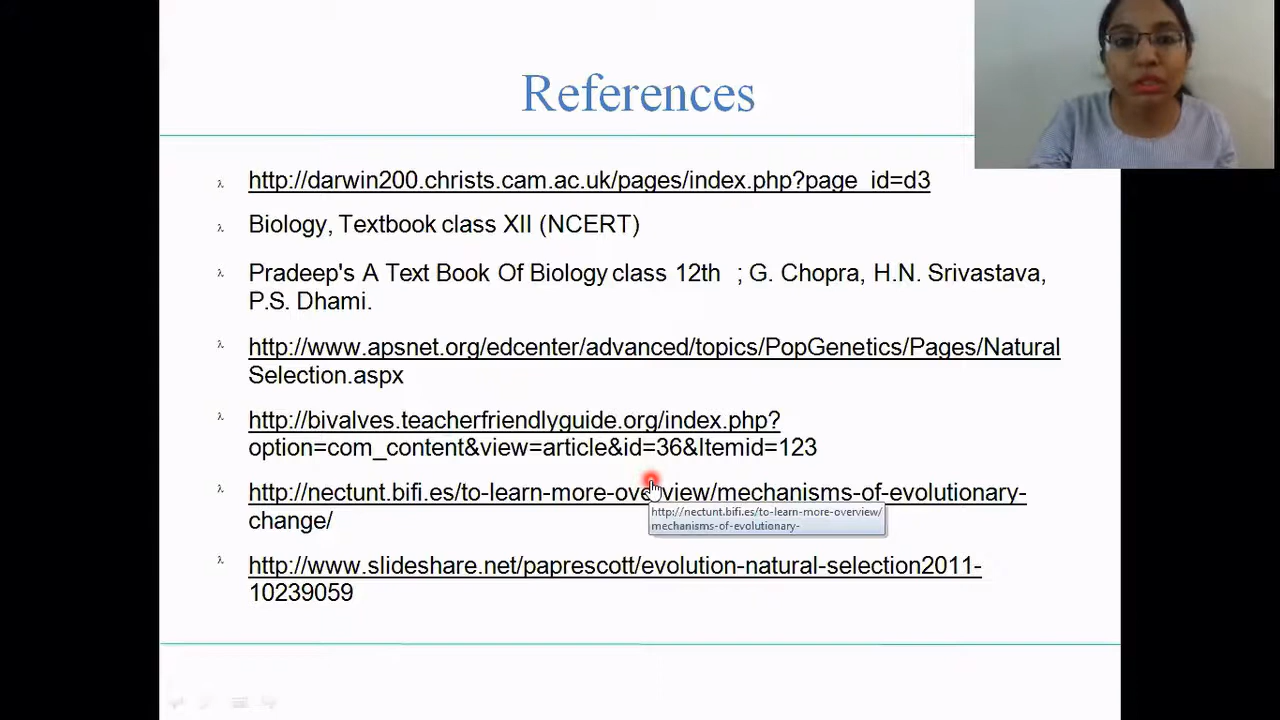 References
http://darwin200.christs.cam.ac.uk/pages/index.php?page_id=d3
Biology, Textbook class XII (NCERT)
Pradeep's A Text Book Of Biology class 12th ; G. Chopra, H.N. Srivastava,
P.S. Dhami.
http://www.apsnet.org/edcenter/advanced/topics/PopGenetics/Pages/Natural
Selection.aspx
http://bivalves.teacherfriendlyguide.org/index.php?
option=com_content&view=article&id=36&Itemid=123
http://nectunt.bifi.es/to-learn-more-overview/mechanisms-of-evolutionary-
change/
http://nectunt.bifi.es/to-learn-more-overview/
mechanisms-of-evolutionary-
http://www.slideshare.net/paprescott/evolution-natural-selection2011-
10239059